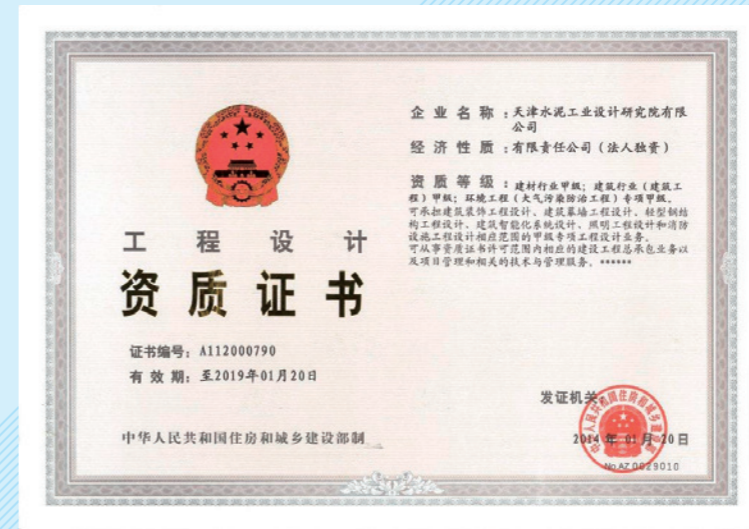 工程设计
资质证书
证书编号：A112000790
有效期：至2019年01月20日
中华人民共和国住房和城乡建设部制
企业名称：天津水泥工业设计研究院有限
公司
经济性质：有限责任公司（法人独资）
资质等级：建材行业甲级；建筑行业（建筑工
程）甲级；环境工程（大气污染防治工程）专项甲级。
可承担建筑装饰工程设计、建筑幕墙工程设计、轻型钢结
构工程设计、建筑智能化系统设计、照明工程设计和消防
设施工程设计相应范围的甲级专项工程设计业务。
可从事资质证书许可范围内相应的建设工程总承包业务以
及项目管理和相关的技术与管理服务。******
发证机关
2014年01月20日
No.AZ 0029010